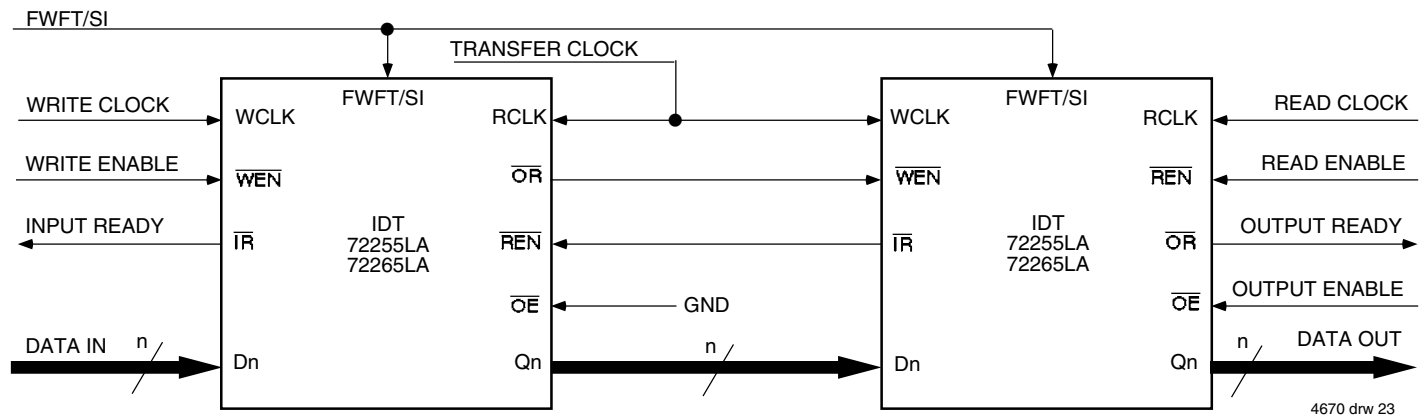 FWFT/SI
TRANSFER CLOCK
FWFT/SI
FWFT/SI
WRITE CLOCK
WCLK
RCLK
WCLK
RCLK
READ CLOCK
WRITE ENABLE
WEN
OR
WEN
REN
READ ENABLE
INPUT READY
IR
IDT
72255LA
72265LA
REN
IR
IDT
72255LA
72265LA
OR
OUTPUT READY
OE
GND
OE
OUTPUT ENABLE
DATA IN
n
Dn
Qn
n
Dn
Qn
n
DATA OUT
4670 drw 23